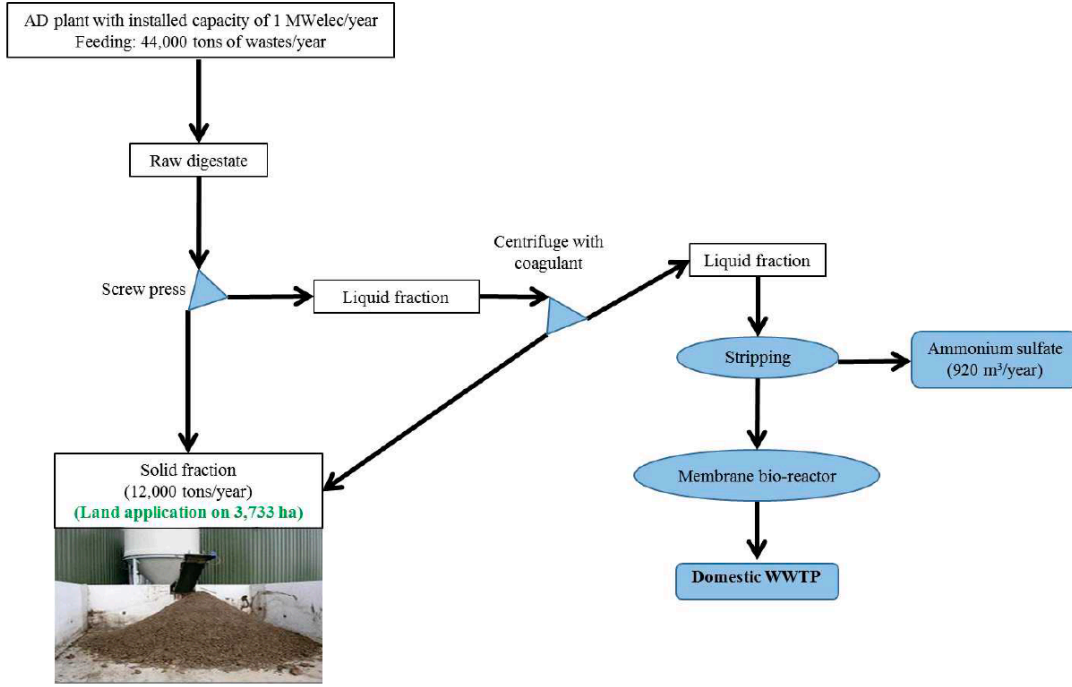 AD plant with installed capacity of 1 MWelec/year
Feeding: 44,000 tons of wastes/year
Raw digestate
Screw press
Liquid fraction
Centrifuge with
coagulant
Liquid fraction
Stripping
Ammonium sulfate
(920 m³/year)
Solid fraction
(12,000 tons/year)
(Land application on 3,733 ha)
Membrane bio-reactor
Domestic WWTP